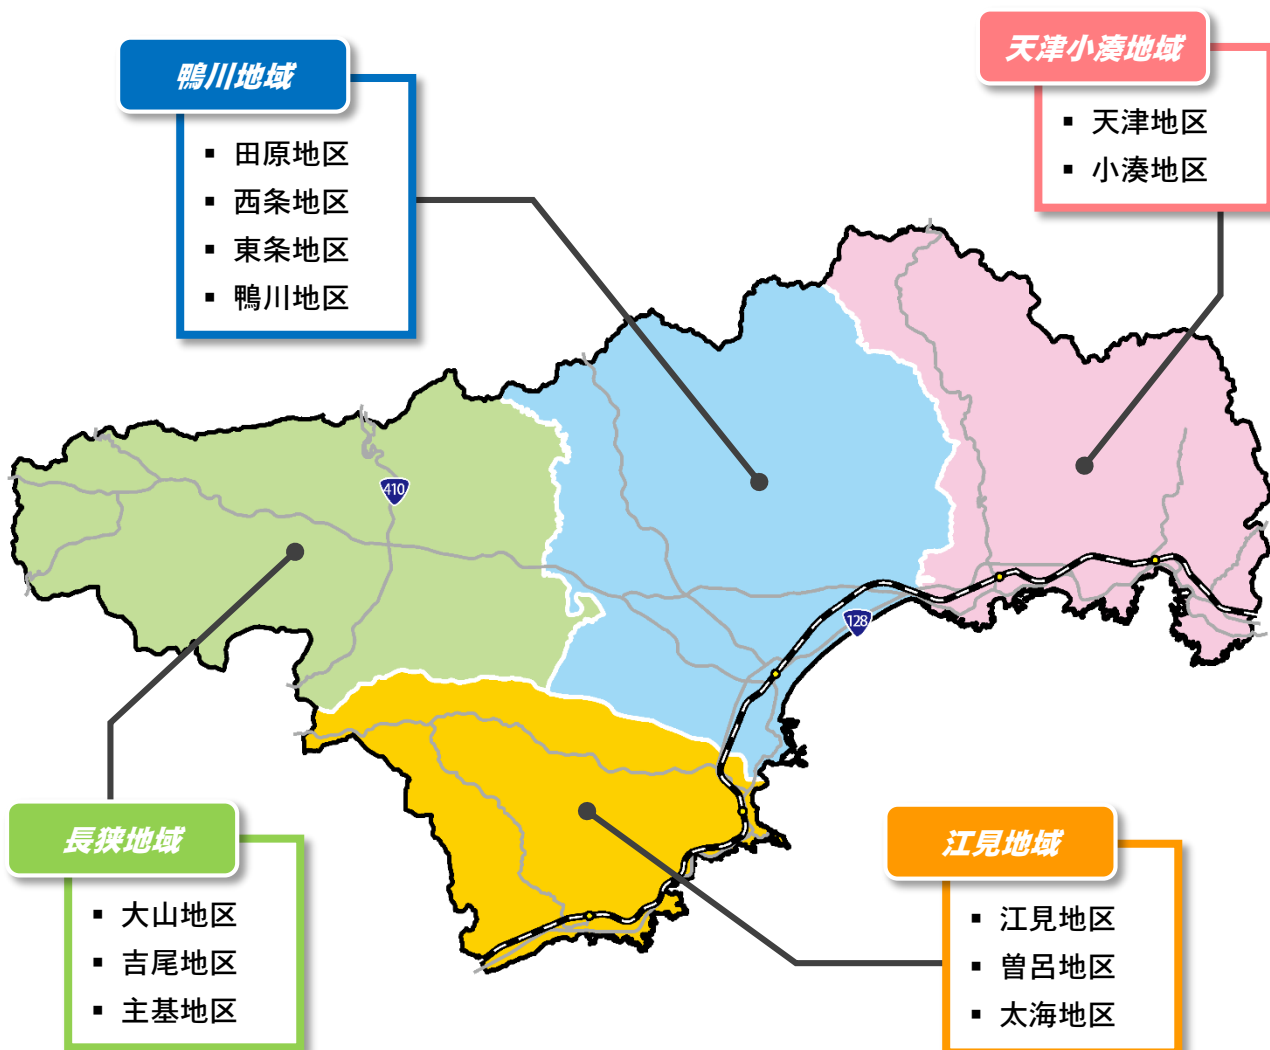 鴨川地域
▪ 田原地区
▪ 西条地区
▪ 東条地区
▪ 鴨川地区
天津小湊地域
▪ 天津地区
▪ 小湊地区
410
128
長狭地域
▪ 大山地区
▪ 吉尾地区
▪ 主基地区
江見地域
▪ 江見地区
▪ 曽呂地区
▪ 太海地区